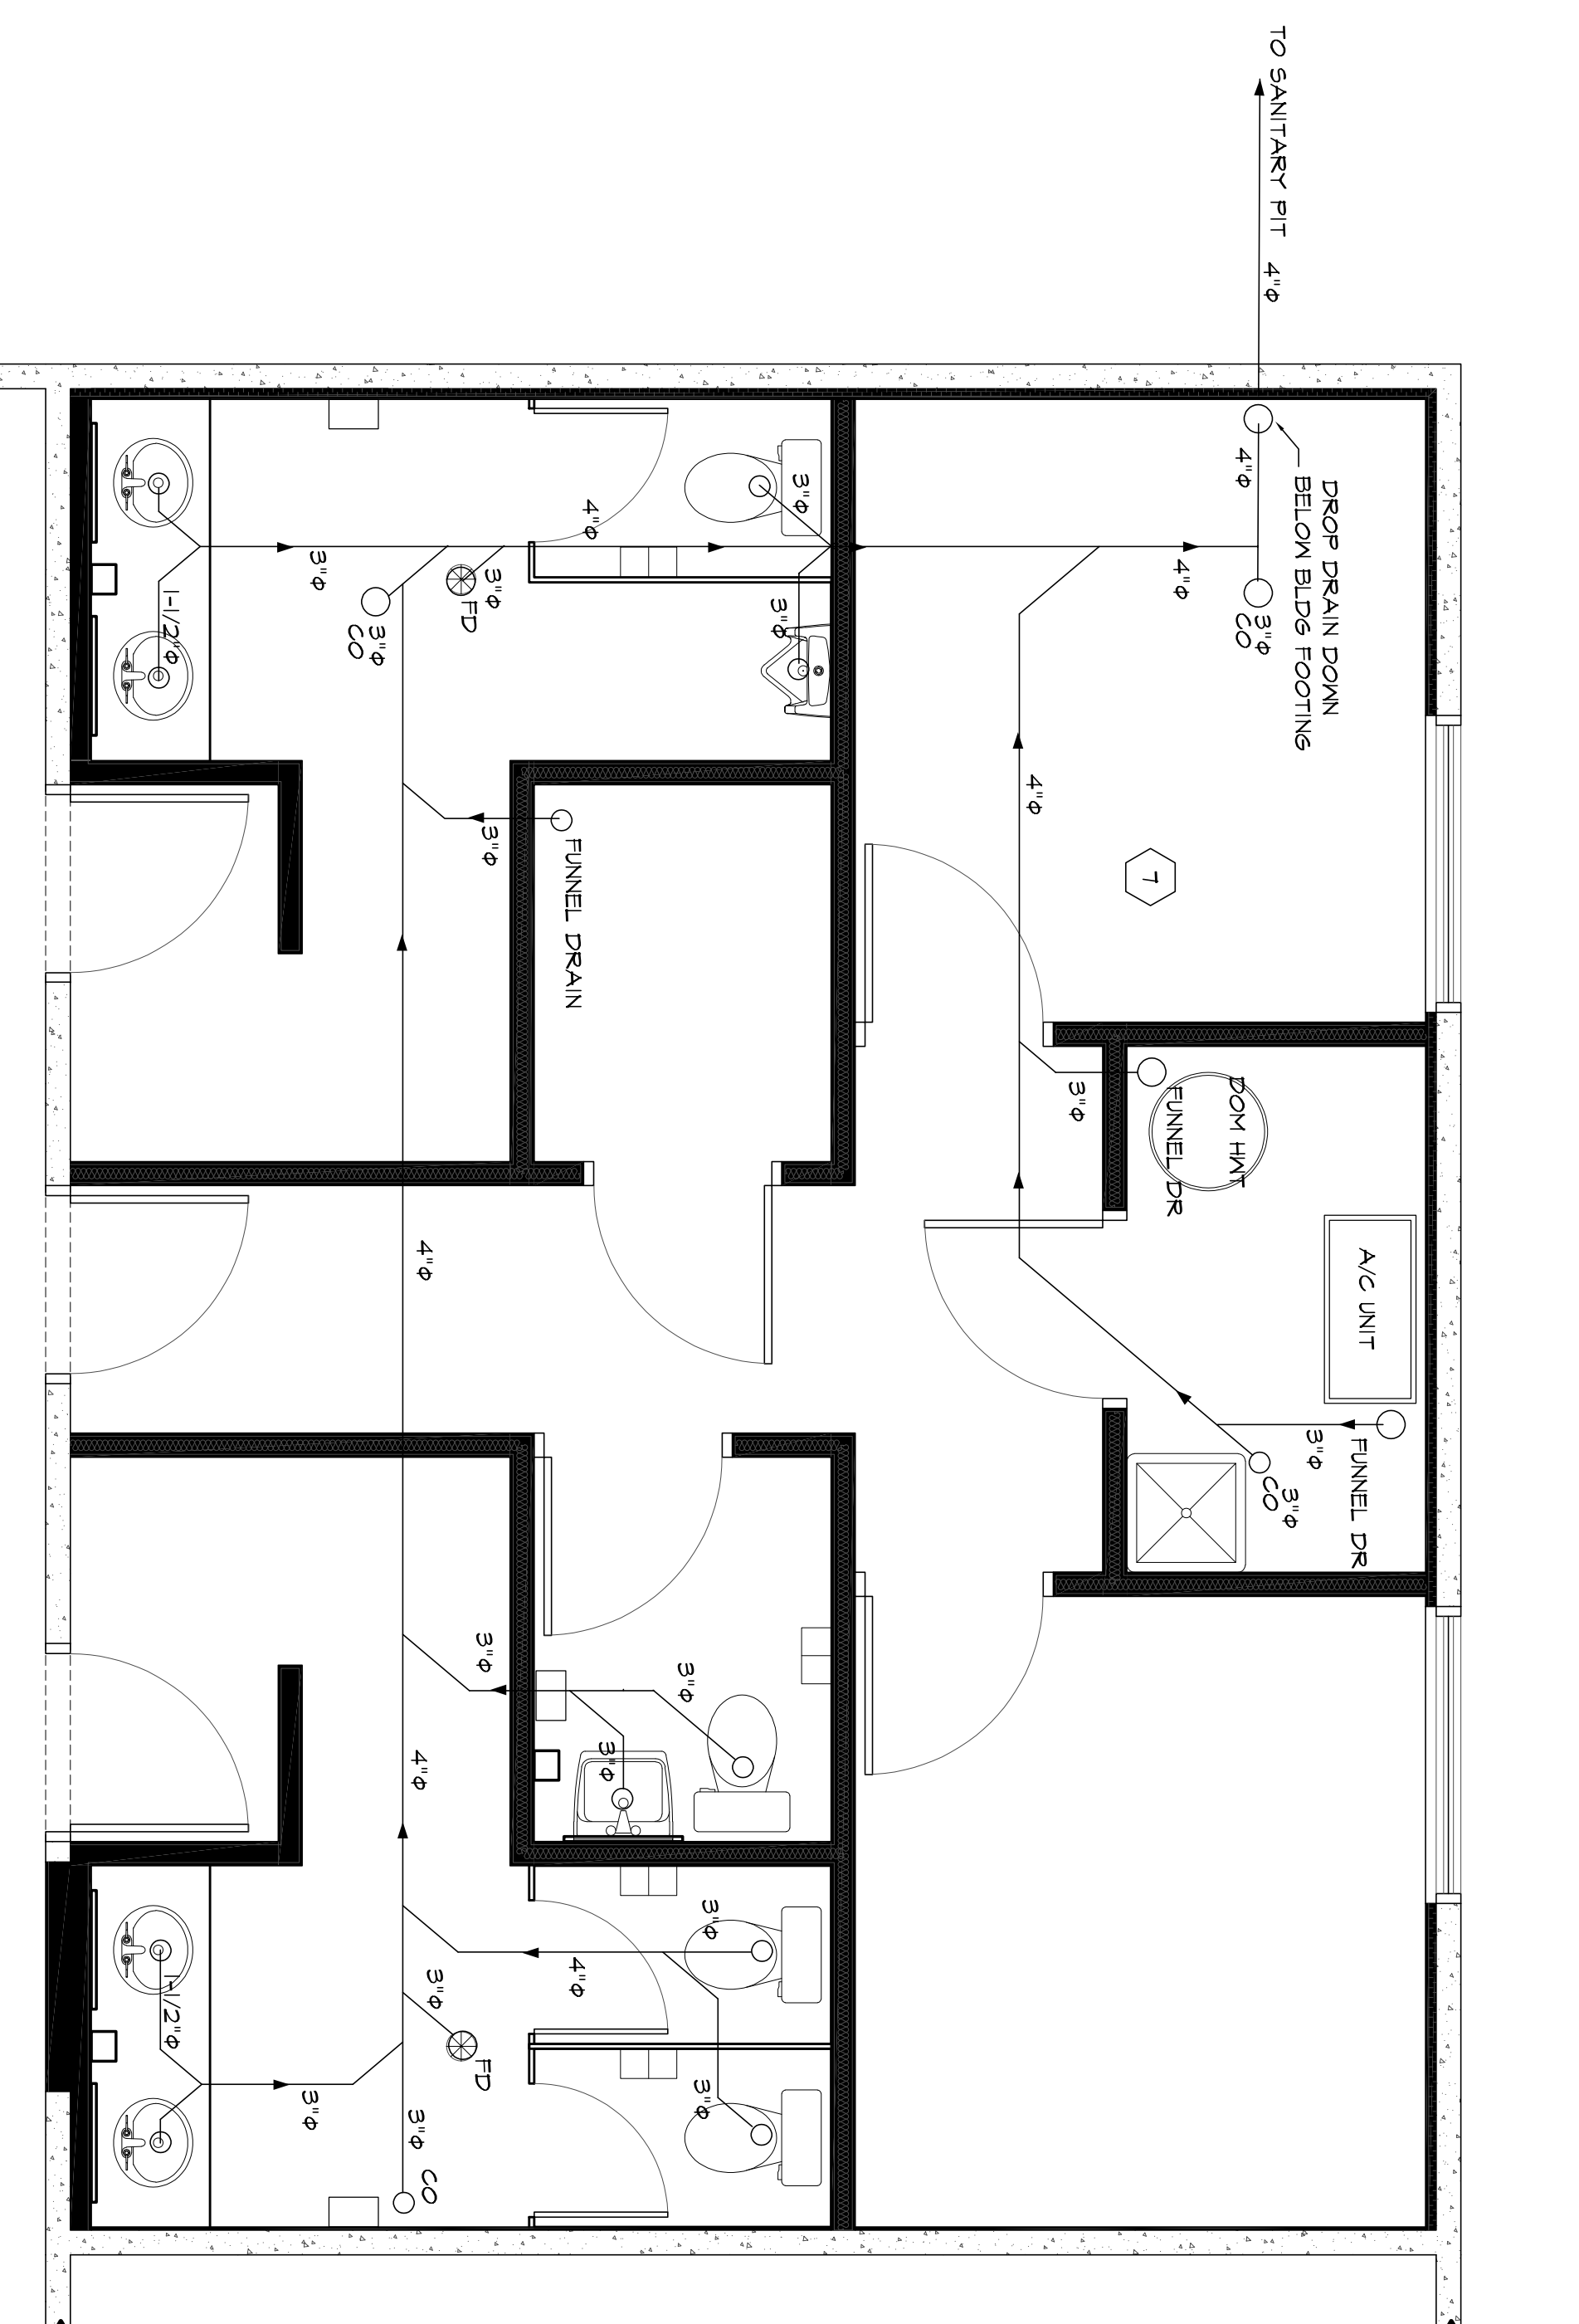 TO SANITARY PIT 4"ø
4"ø
DROP DRAIN DOWN
BELOW BLDG FOOTING
3"ø
CO
4"ø
3"ø
4"ø
3"ø
3"ø
FD
3"ø
3"ø
CO
3"ø
1-1/2"ø
4"ø
7
3"ø
FUNNEL DRAIN
3"ø
DOM HWT
FUNNEL DR
A/C UNIT
4"ø
3"ø
FUNNEL DR
3"ø
CO
3"ø
3"ø
3"ø
4"ø
3"ø
4"ø
3"ø
FD
1-1/2"ø
3"ø
3"ø
3"ø
CO